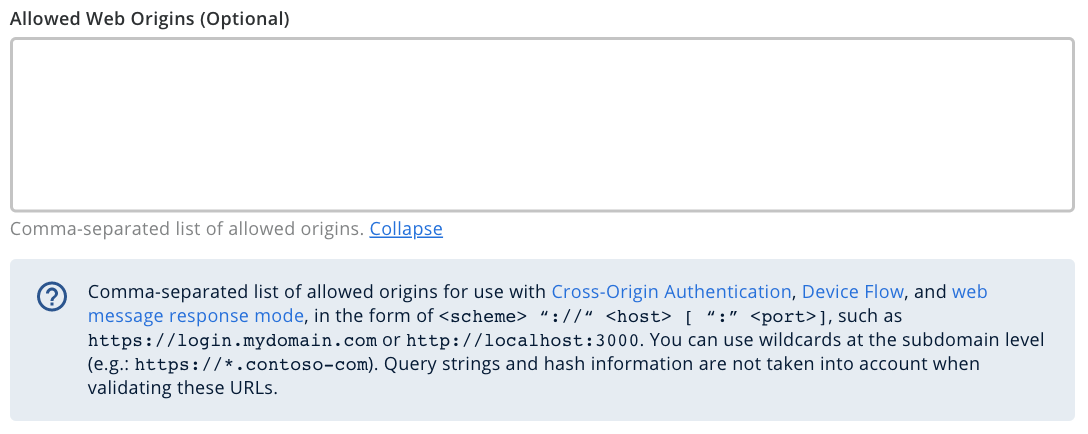 Allowed Web Origins (Optional)
Comma-separated list of allowed origins. Collapse
Comma-separated list of allowed origins for use with Cross-Origin Authentication, Device Flow, and web
message response mode, in the form of <scheme> “://“ <host> [ “:” <port>], such as
https://login.mydomain.com or http://localhost:3000. You can use wildcards at the subdomain level
(e.g.: https://*.contoso-com). Query strings and hash information are not taken into account when
validating these URLs.